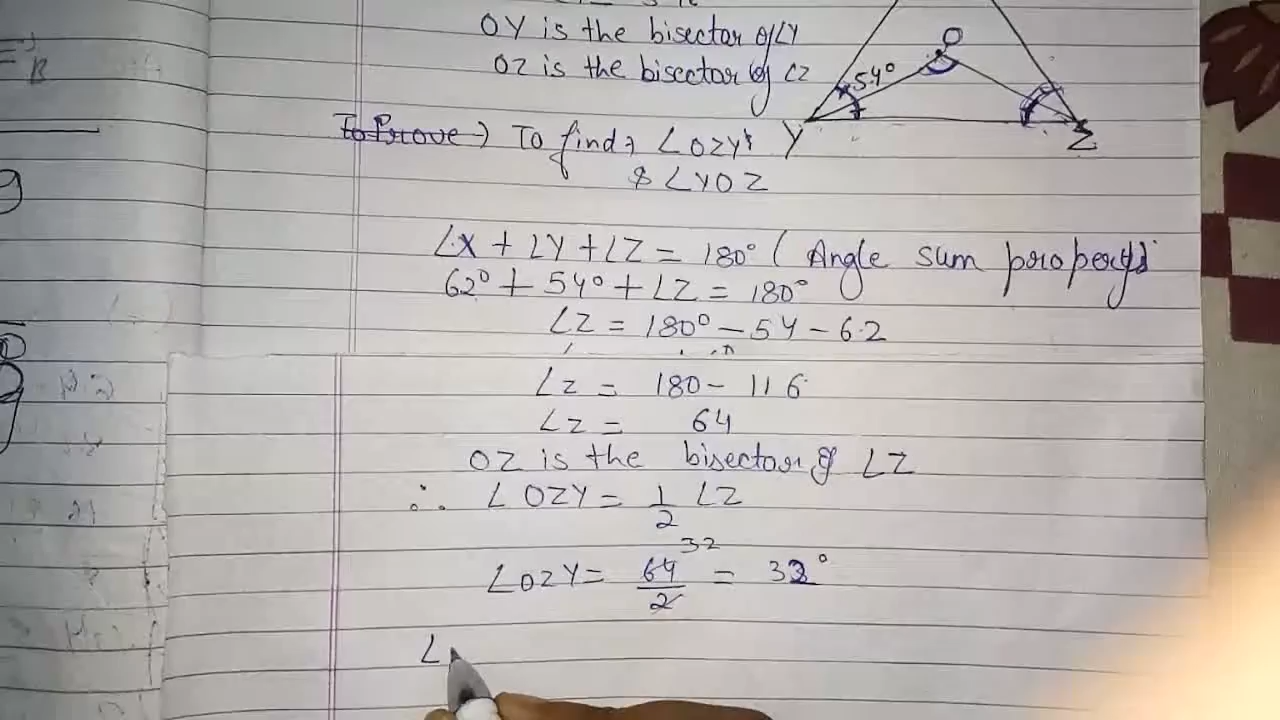 OY is the bisector of ∠Y
OZ is the bisector of ∠Z
O
54°
Y
Z
To Prove → To find → ∠OZY
& ∠YOZ
∠X + ∠Y + ∠Z = 180° ( Angle sum property)
62° + 54° + ∠Z = 180°
∠Z = 180° - 54 - 62
∠Z = 180 - 116
∠Z = 64
OZ is the bisector of ∠Z
∴ ∠OZY = 1/2 ∠Z
32
∠OZY = 64/2 = 32°
∠